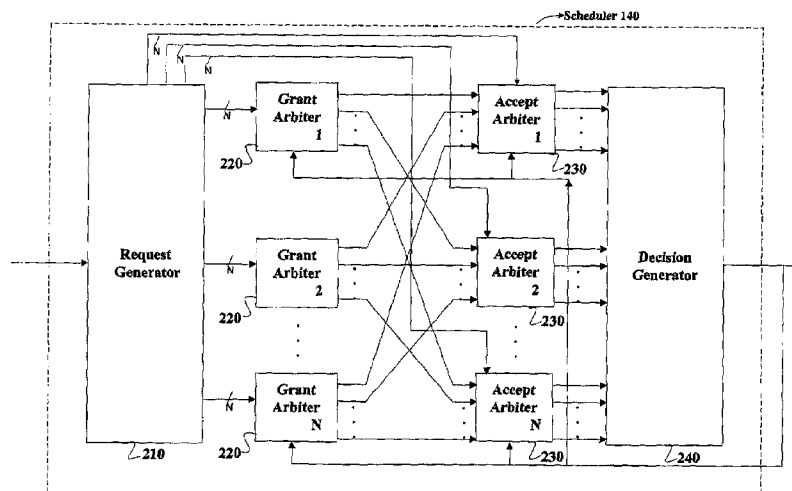 Scheduler 140
N
N
N
N
Grant
Arbiter
1
Accept
Arbiter
1
220
230
Request
Generator
N
Grant
Arbiter
2
Accept
Arbiter
2
Decision
Generator
220
230
N
Grant
Arbiter
N
Accept
Arbiter
N
210
220
230
240